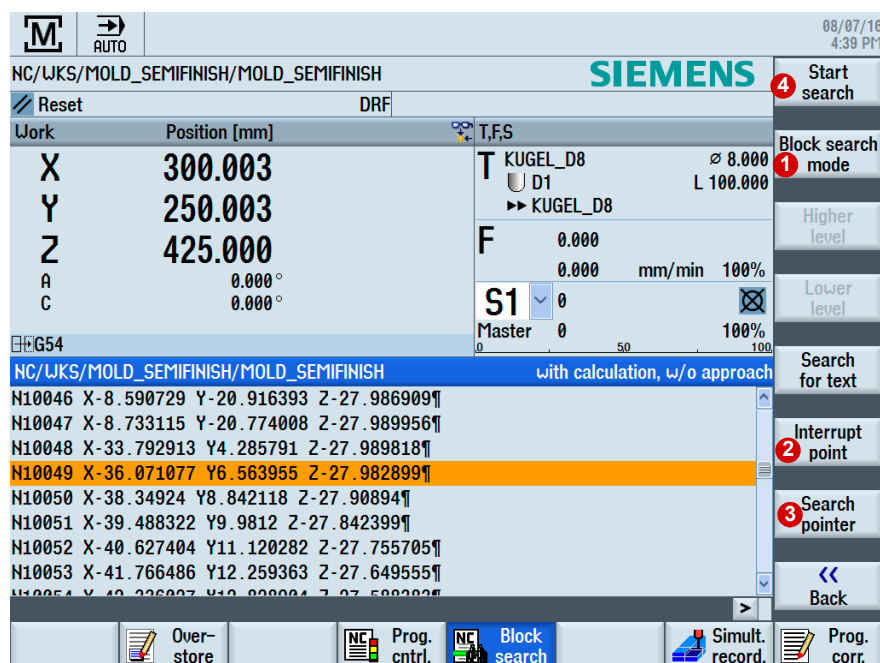 M
AUTO
08/07/16
4:39 PM
NC/WKS/MOLD_SEMIFINISH/MOLD_SEMIFINISH
SIEMENS
Reset DRF
Work Position [mm]
X 300.003
Y 250.003
Z 425.000
A 0.000°
C 0.000°
G54
T,F,S
T KUGEL_D8 ⌀ 8.000
D1 L 100.000
▸▸ KUGEL_D8
F 0.000
0.000 mm/min 100%
S1 0
Master 0 100%
0 50 100
NC/WKS/MOLD_SEMIFINISH/MOLD_SEMIFINISH with calculation, w/o approach
N10046 X-8.590729 Y-20.916393 Z-27.986909¶
N10047 X-8.733115 Y-20.774008 Z-27.989956¶
N10048 X-33.792913 Y4.285791 Z-27.989818¶
N10049 X-36.071077 Y6.563955 Z-27.982899¶
N10050 X-38.34924 Y8.842118 Z-27.90894¶
N10051 X-39.488322 Y9.9812 Z-27.842399¶
N10052 X-40.627404 Y11.120282 Z-27.755705¶
N10053 X-41.766486 Y12.259363 Z-27.649555¶
4 Start
search
Block search
1 mode
Higher
level
Lower
level
Search
for text
Interrupt
2 point
Search
3 pointer
<<
Back
>
Over-
store
NC Prog.
cntrl.
NC Block
search
Simult.
record.
Prog.
corr.